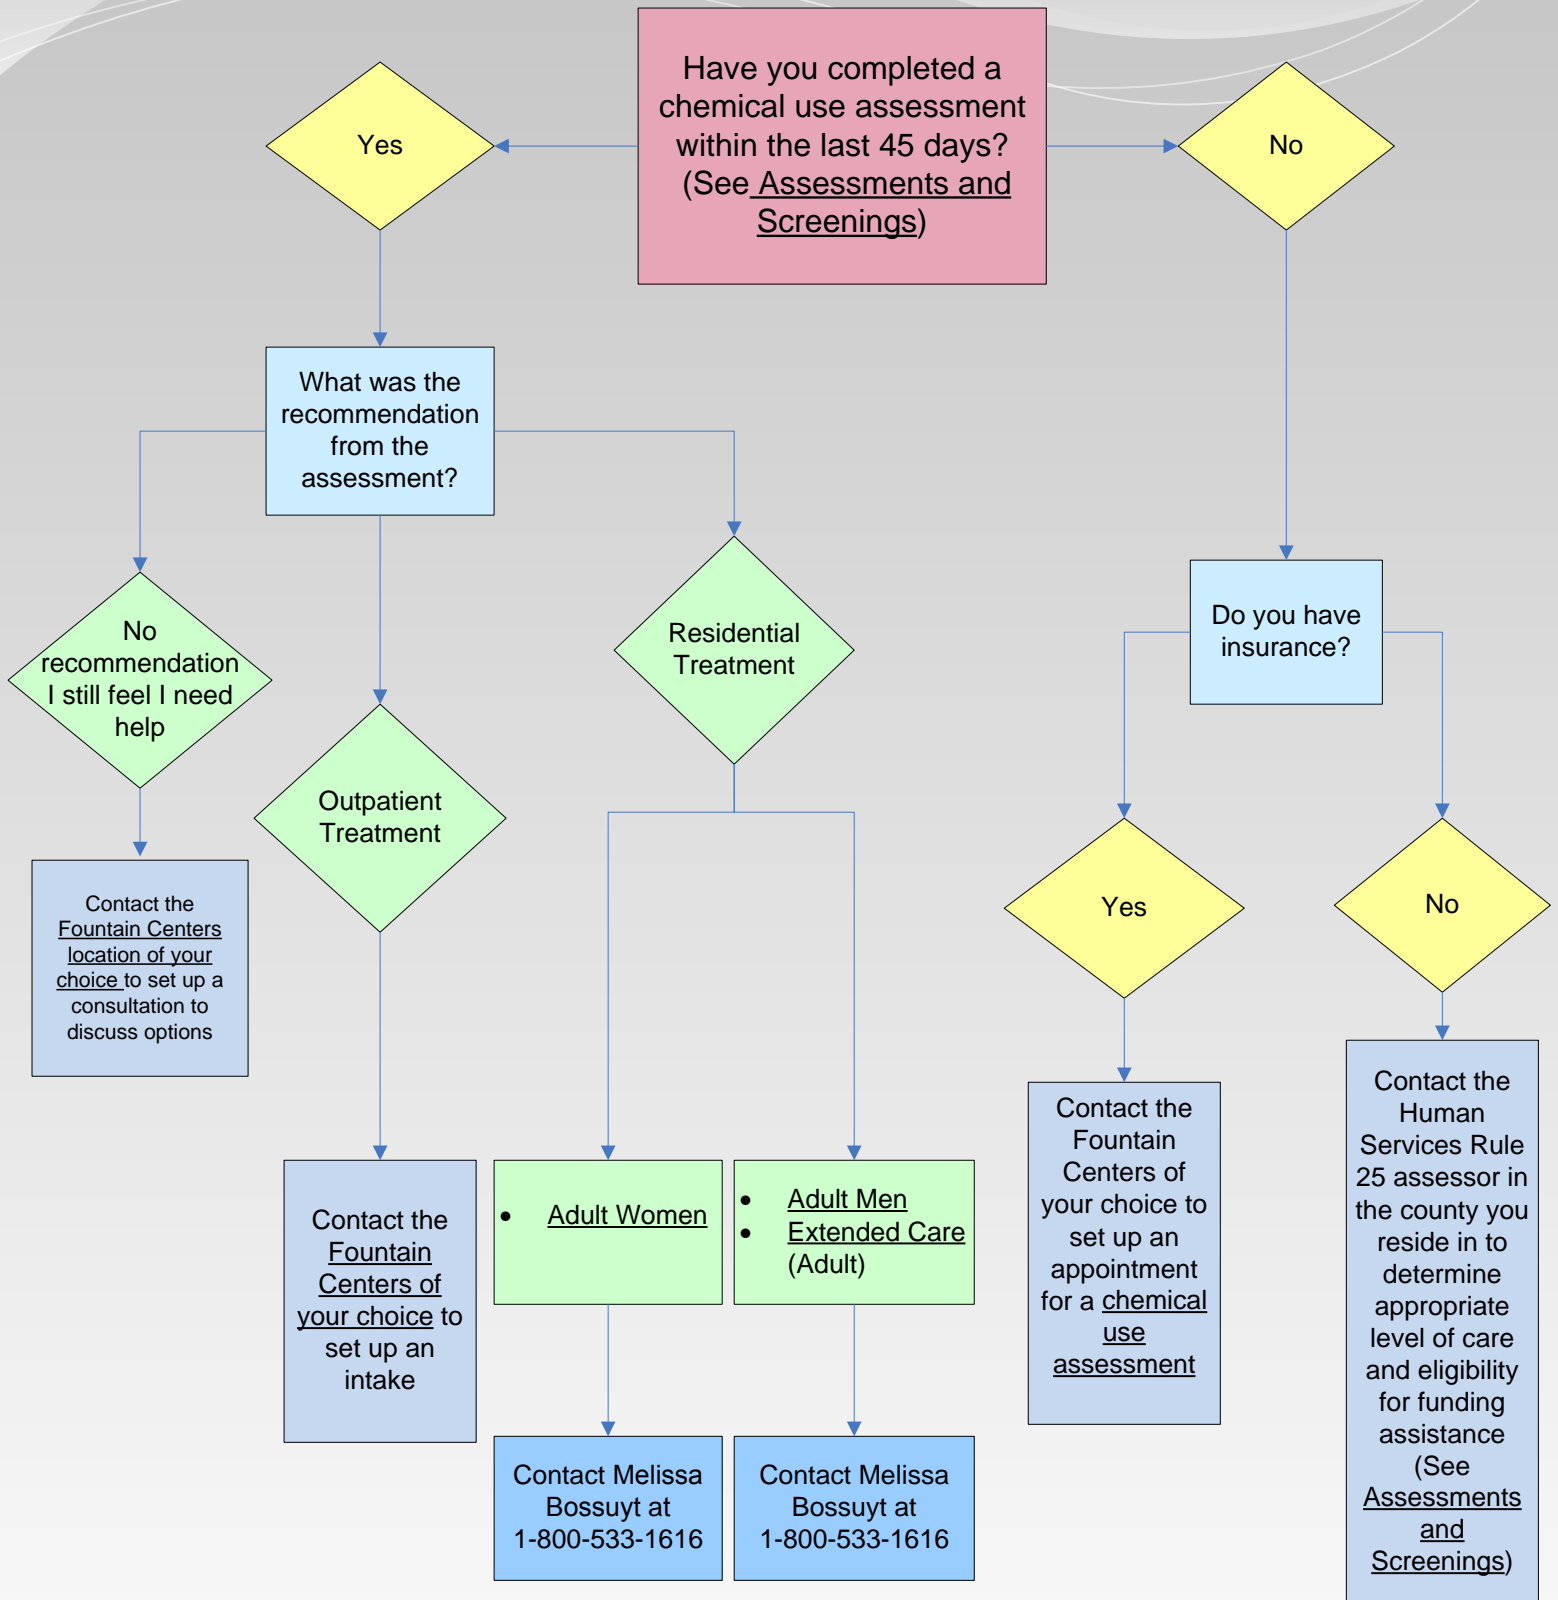 Have you completed a
chemical use assessment
within the last 45 days?
(See Assessments and
Screenings)
Yes
No
What was the
recommendation
from the
assessment?
No
recommendation
I still feel I need
help
Outpatient
Treatment
Residential
Treatment
Do you have
insurance?
Yes
No
Contact the
Fountain Centers
location of your
choice to set up a
consultation to
discuss options
Contact the
Fountain
Centers of
your choice to
set up an
intake
• Adult Women
• Adult Men
• Extended Care
(Adult)
Contact Melissa
Bossuyt at
1-800-533-1616
Contact Melissa
Bossuyt at
1-800-533-1616
Contact the
Fountain
Centers of
your choice to
set up an
appointment
for a chemical
use
assessment
Contact the
Human
Services Rule
25 assessor in
the county you
reside in to
determine
appropriate
level of care
and eligibility
for funding
assistance
(See
Assessments
and
Screenings)